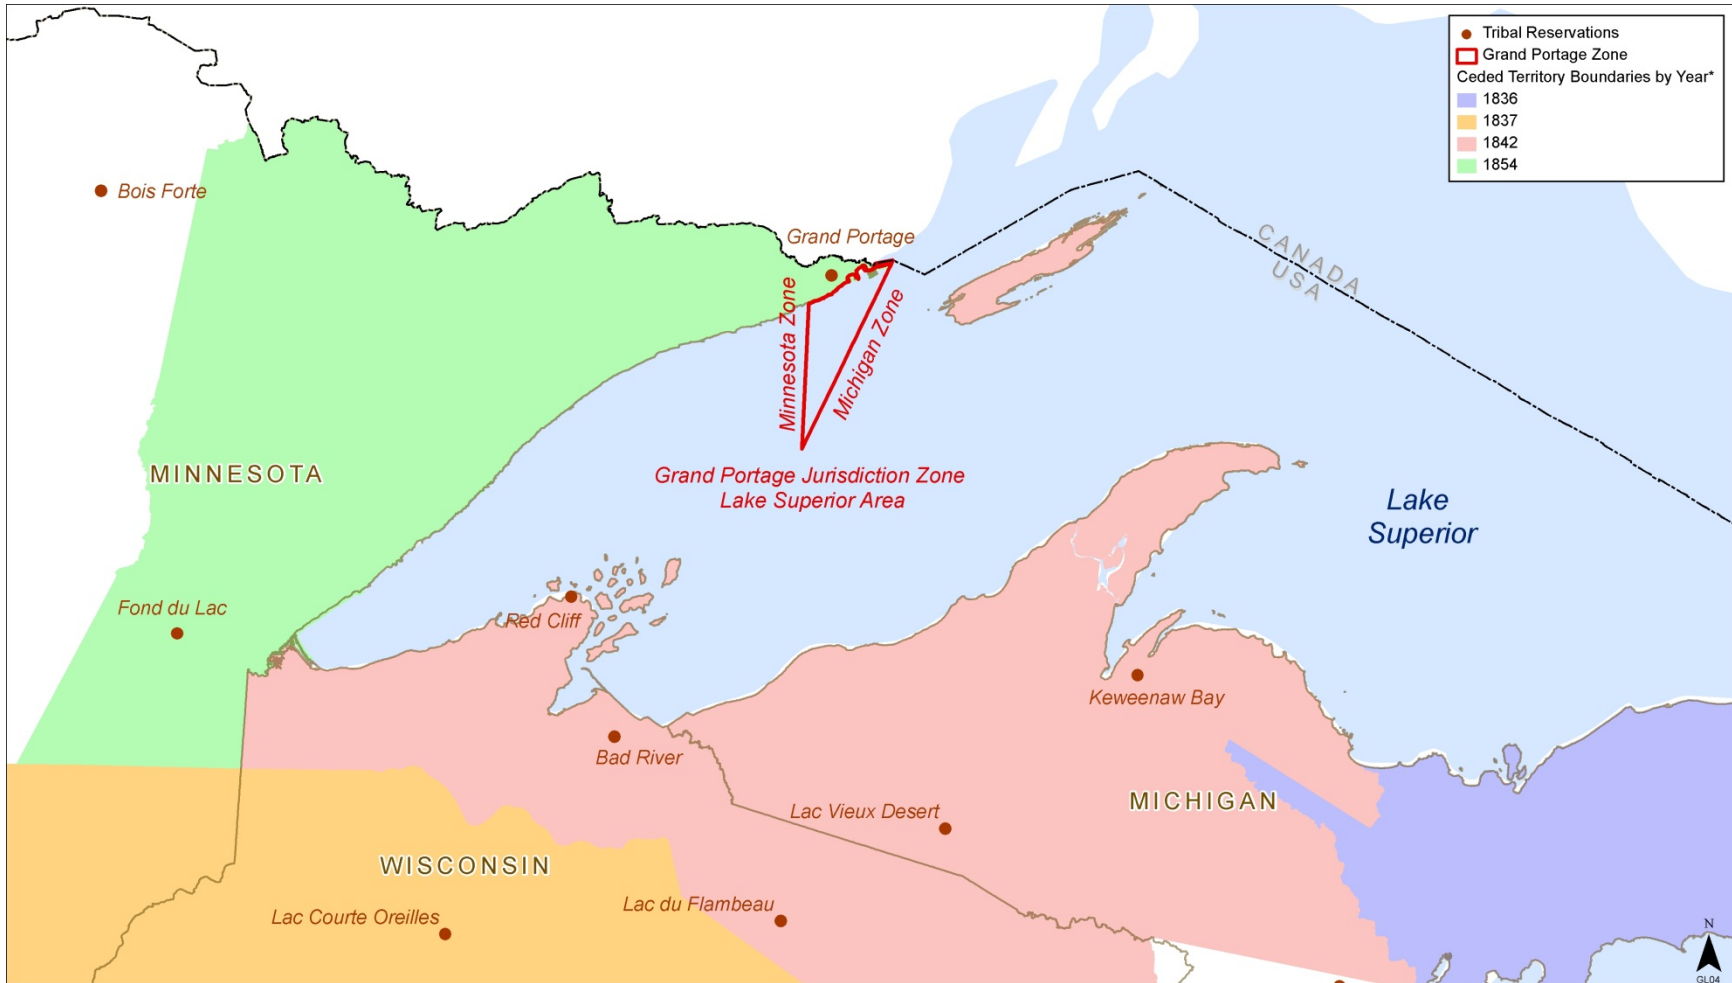 Tribal Reservations
Grand Portage Zone
Ceded Territory Boundaries by Year*
1836
1837
1842
1854
Bois Forte
Grand Portage
CANADA
USA
Minnesota Zone
Michigan Zone
MINNESOTA
Grand Portage Jurisdiction Zone
Lake Superior Area
Lake
Superior
Fond du Lac
Red Cliff
Keweenaw Bay
Bad River
Lac Vieux Desert
MICHIGAN
WISCONSIN
Lac du Flambeau
Lac Courte Oreilles
N
GL04